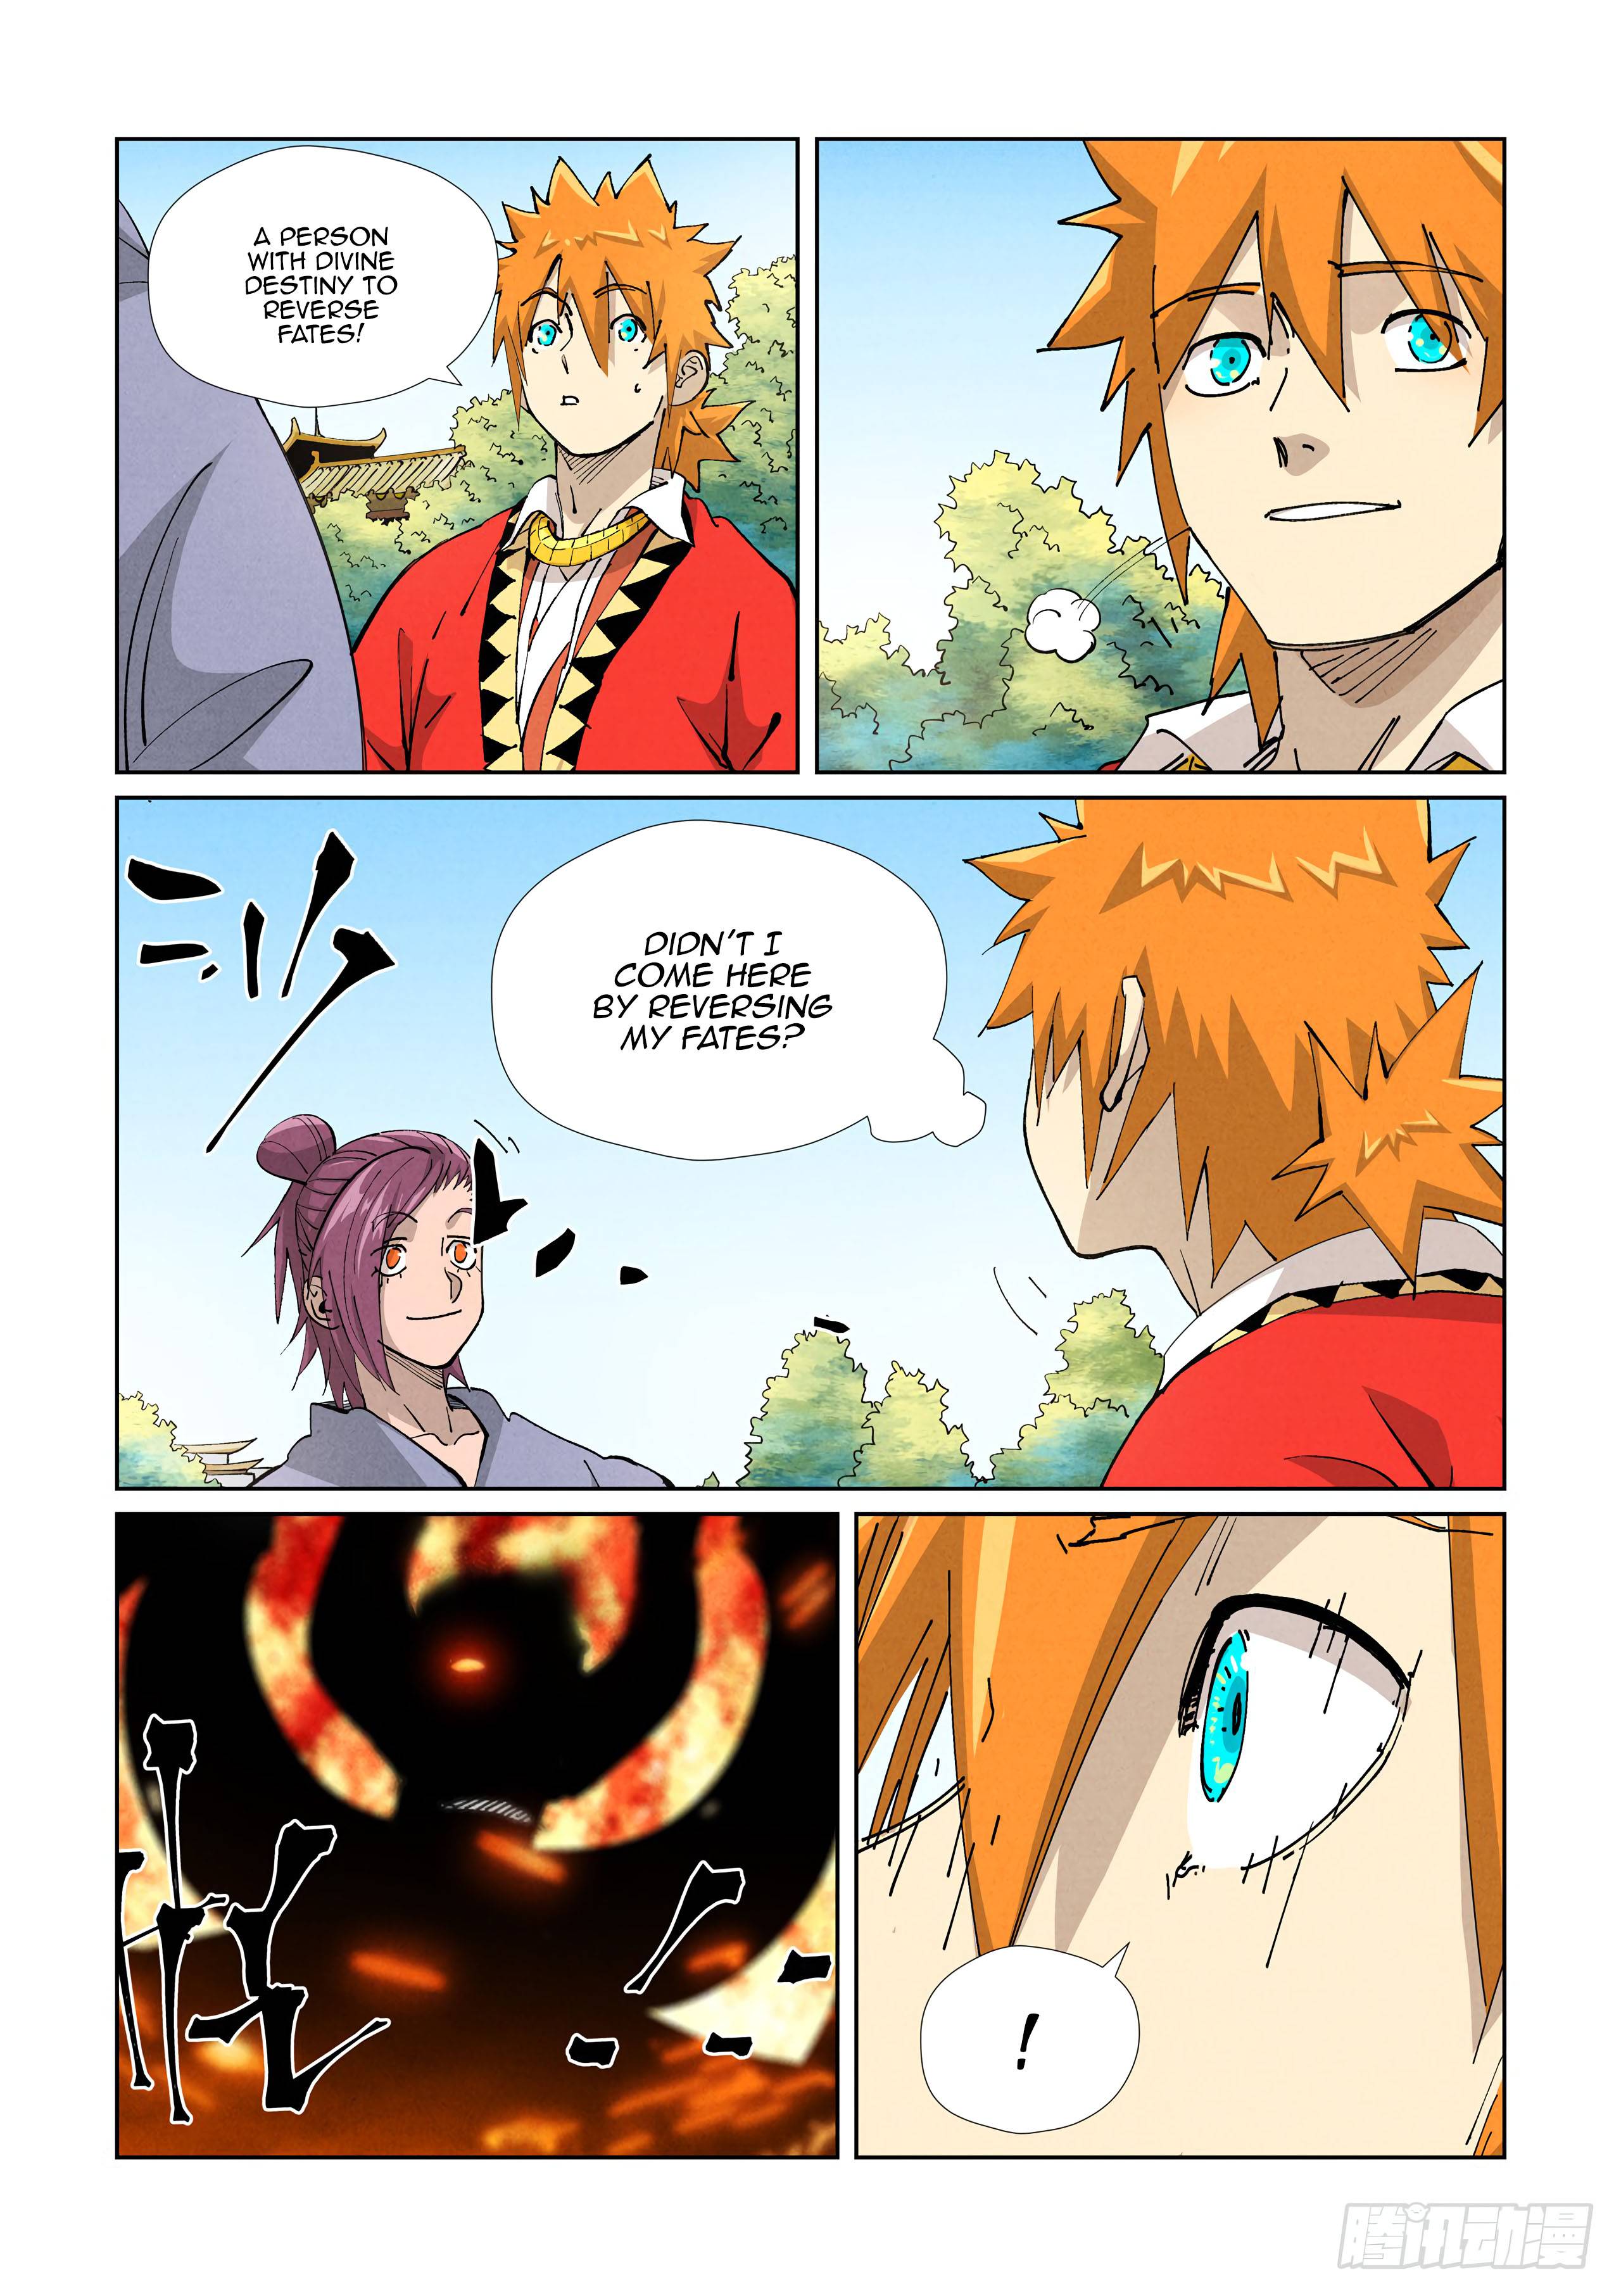 A PERSON
WITH DIVINE
DESTINY TO
REVERSE
FATES!
DIDN'T I
COME HERE
BY REVERSING
MY FATES?
!
腾讯动漫